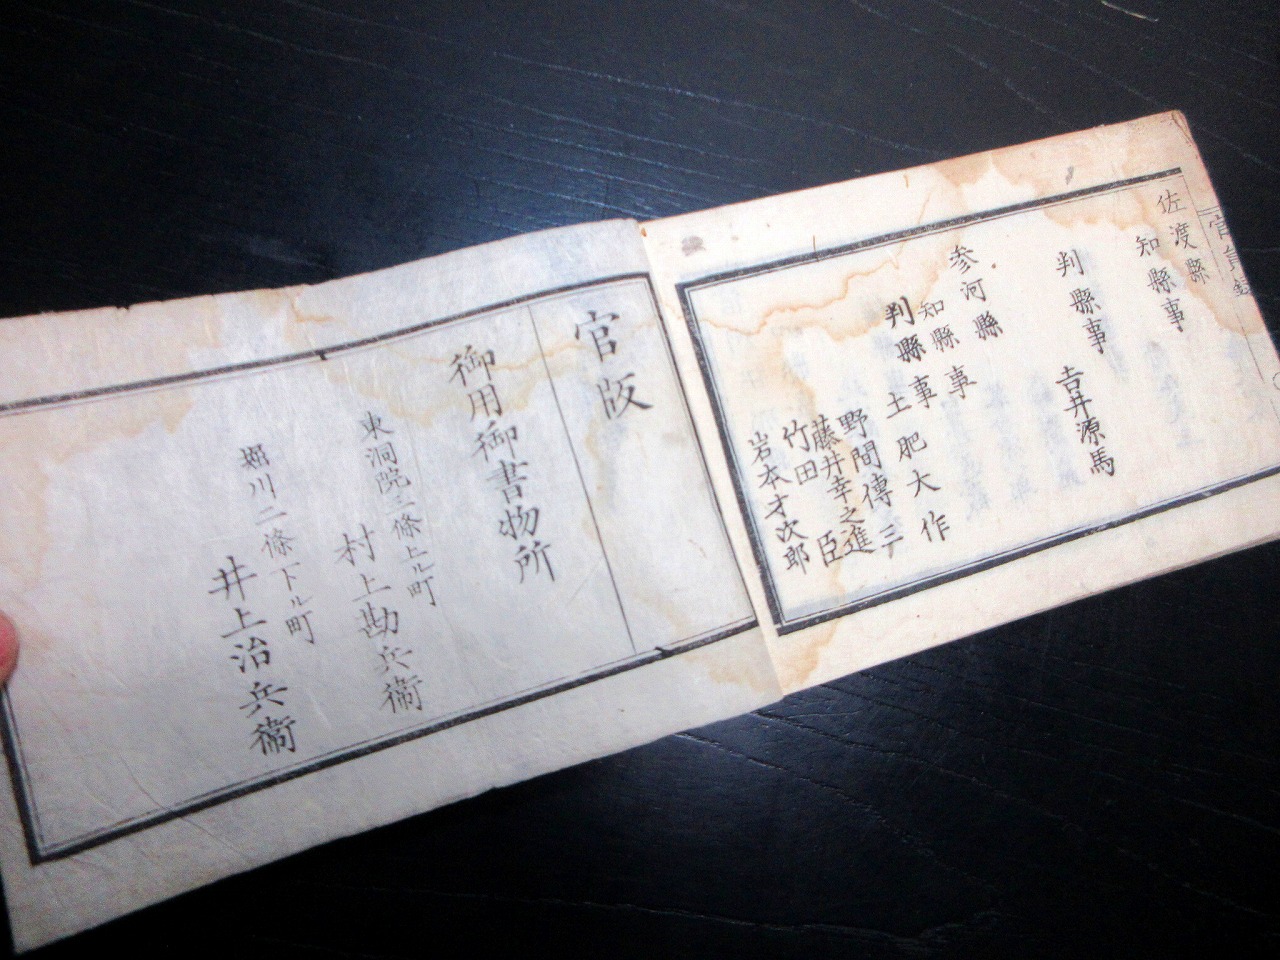 官員録
佐渡縣
知縣事
判縣事 吉井源馬
参河縣
知縣事
判縣事 土肥大作
野間傳三
藤井幸之進
竹田 臣
岩本才次郎
官版
御用御書物所
東洞院三條上ル町
村上勘兵衞
堀川二條下ル町
井上治兵衞